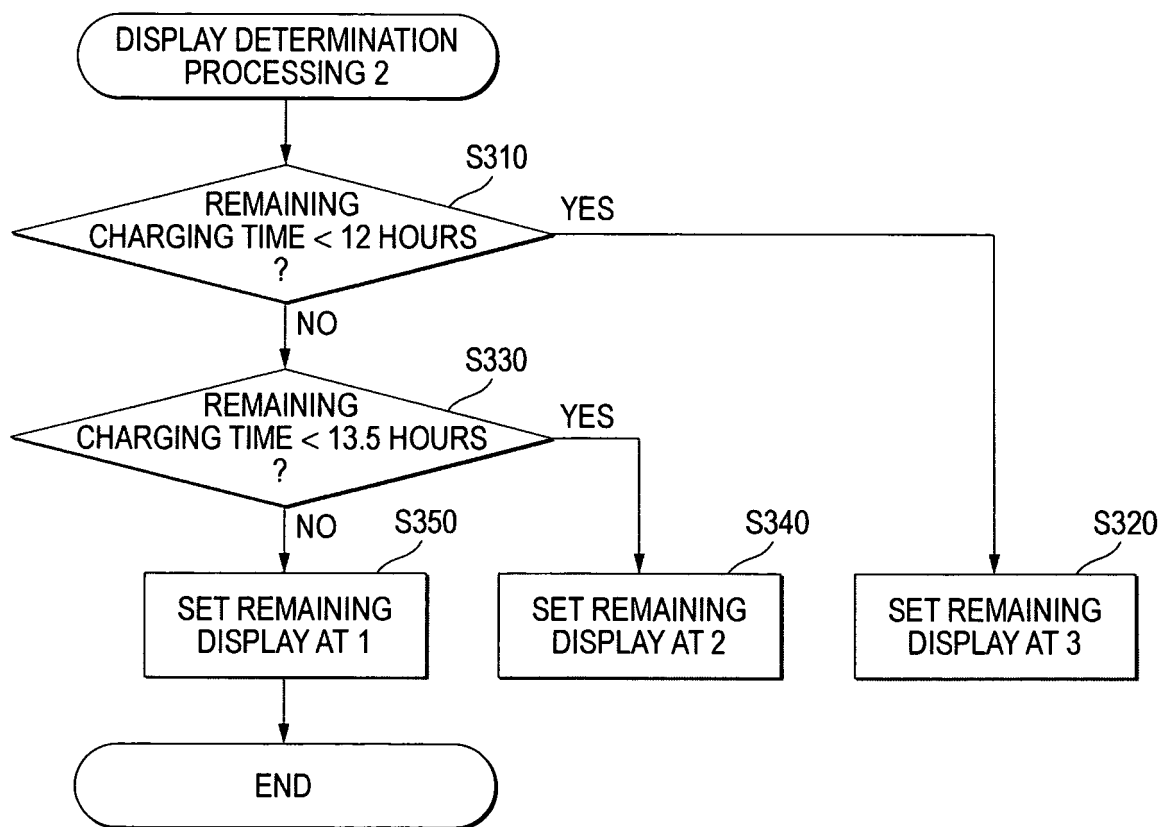 DISPLAY DETERMINATION
PROCESSING 2
S310
REMAINING
CHARGING TIME < 12 HOURS
?
YES
NO
S330
REMAINING
CHARGING TIME < 13.5 HOURS
?
YES
NO
S350
SET REMAINING
DISPLAY AT 1
S340
SET REMAINING
DISPLAY AT 2
S320
SET REMAINING
DISPLAY AT 3
END